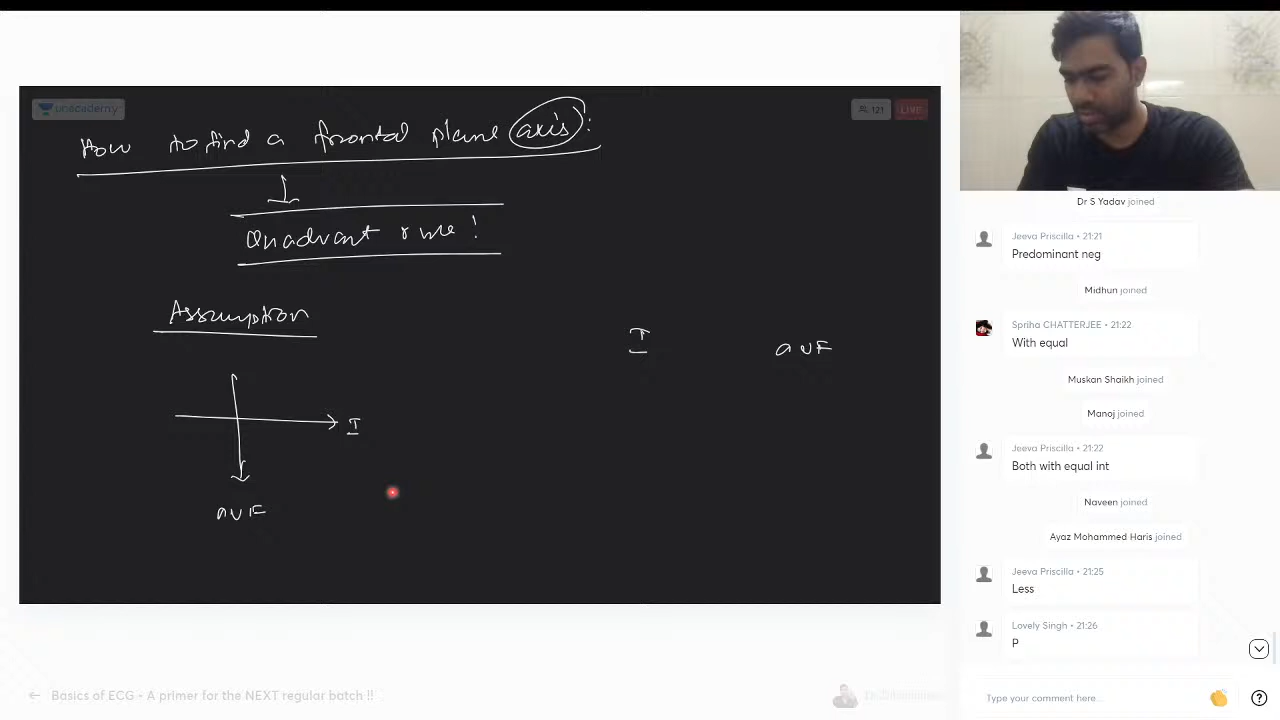 unacademy
121
LIVE
How to find a frontal plane axis:
Quadrant rule!
Assumption
I
aVF
I
aVF
Dr S Yadav joined
Jeeva Priscilla • 21:21
Predominant neg
Midhun joined
Spriha CHATTERJEE • 21:22
With equal
Muskan Shaikh joined
Manoj joined
Jeeva Priscilla • 21:22
Both with equal int
Naveen joined
Ayaz Mohammed Haris joined
Jeeva Priscilla • 21:25
Less
Lovely Singh • 21:26
P
← Basics of ECG - A primer for the NEXT regular batch !!
Type your comment here...